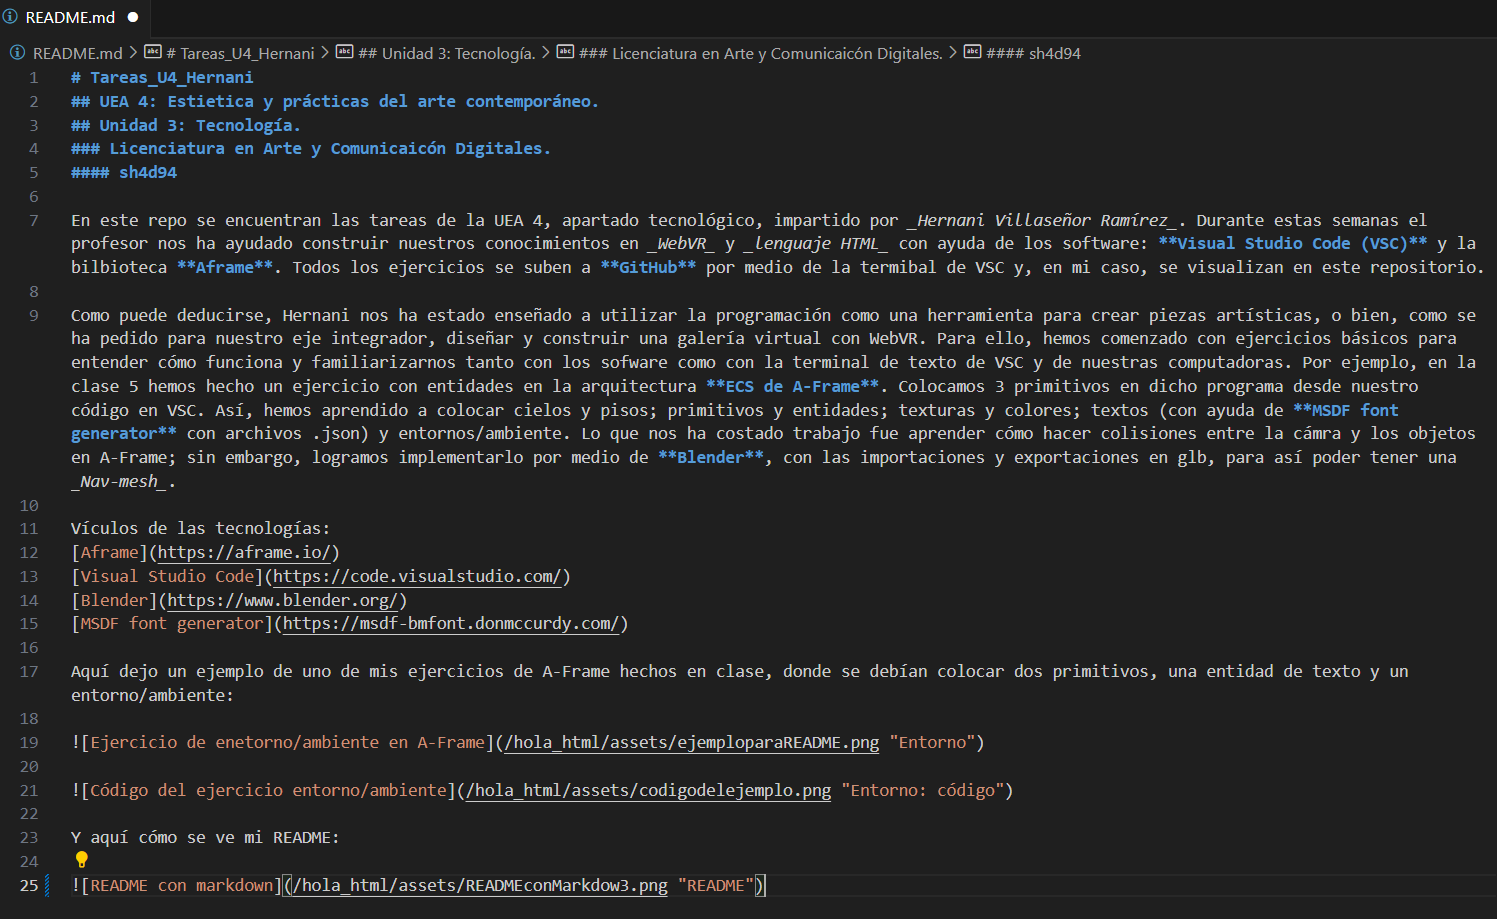 README.md
README.md > # Tareas_U4_Hernani > ## Unidad 3: Tecnología. > ### Licenciatura en Arte y Comunicaicón Digitales. > #### sh4d94
1 # Tareas_U4_Hernani
2 ## UEA 4: Estietica y prácticas del arte contemporáneo.
3 ## Unidad 3: Tecnología.
4 ### Licenciatura en Arte y Comunicaicón Digitales.
5 #### sh4d94
6
7 En este repo se encuentran las tareas de la UEA 4, apartado tecnológico, impartido por _Hernani Villaseñor Ramírez_. Durante estas semanas el
profesor nos ha ayudado construir nuestros conocimientos en _WebVR_ y _lenguaje HTML_ con ayuda de los software: **Visual Studio Code (VSC)** y la
bilbioteca **Aframe**. Todos los ejercicios se suben a **GitHub** por medio de la termibal de VSC y, en mi caso, se visualizan en este repositorio.
8
9 Como puede deducirse, Hernani nos ha estado enseñado a utilizar la programación como una herramienta para crear piezas artísticas, o bien, como se
ha pedido para nuestro eje integrador, diseñar y construir una galería virtual con WebVR. Para ello, hemos comenzado con ejercicios básicos para
entender cómo funciona y familiarizarnos tanto con los sofware como con la terminal de texto de VSC y de nuestras computadoras. Por ejemplo, en la
clase 5 hemos hecho un ejercicio con entidades en la arquitectura **ECS de A-Frame**. Colocamos 3 primitivos en dicho programa desde nuestro
código en VSC. Así, hemos aprendido a colocar cielos y pisos; primitivos y entidades; texturas y colores; textos (con ayuda de **MSDF font
generator** con archivos .json) y entornos/ambiente. Lo que nos ha costado trabajo fue aprender cómo hacer colisiones entre la cámra y los objetos
en A-Frame; sin embargo, logramos implementarlo por medio de **Blender**, con las importaciones y exportaciones en glb, para así poder tener una
_Nav-mesh_.
10
11 Vículos de las tecnologías:
12 [Aframe](https://aframe.io/)
13 [Visual Studio Code](https://code.visualstudio.com/)
14 [Blender](https://www.blender.org/)
15 [MSDF font generator](https://msdf-bmfont.donmccurdy.com/)
16
17 Aquí dejo un ejemplo de uno de mis ejercicios de A-Frame hechos en clase, donde se debían colocar dos primitivos, una entidad de texto y un
entorno/ambiente:
18
19 ![Ejercicio de enetorno/ambiente en A-Frame](/hola_html/assets/ejemploparaREADME.png "Entorno")
20
21 ![Código del ejercicio entorno/ambiente](/hola_html/assets/codigodelejemplo.png "Entorno: código")
22
23 Y aquí cómo se ve mi README:
24
25 ![README con markdown](/hola_html/assets/READMEconMarkdow3.png "README")